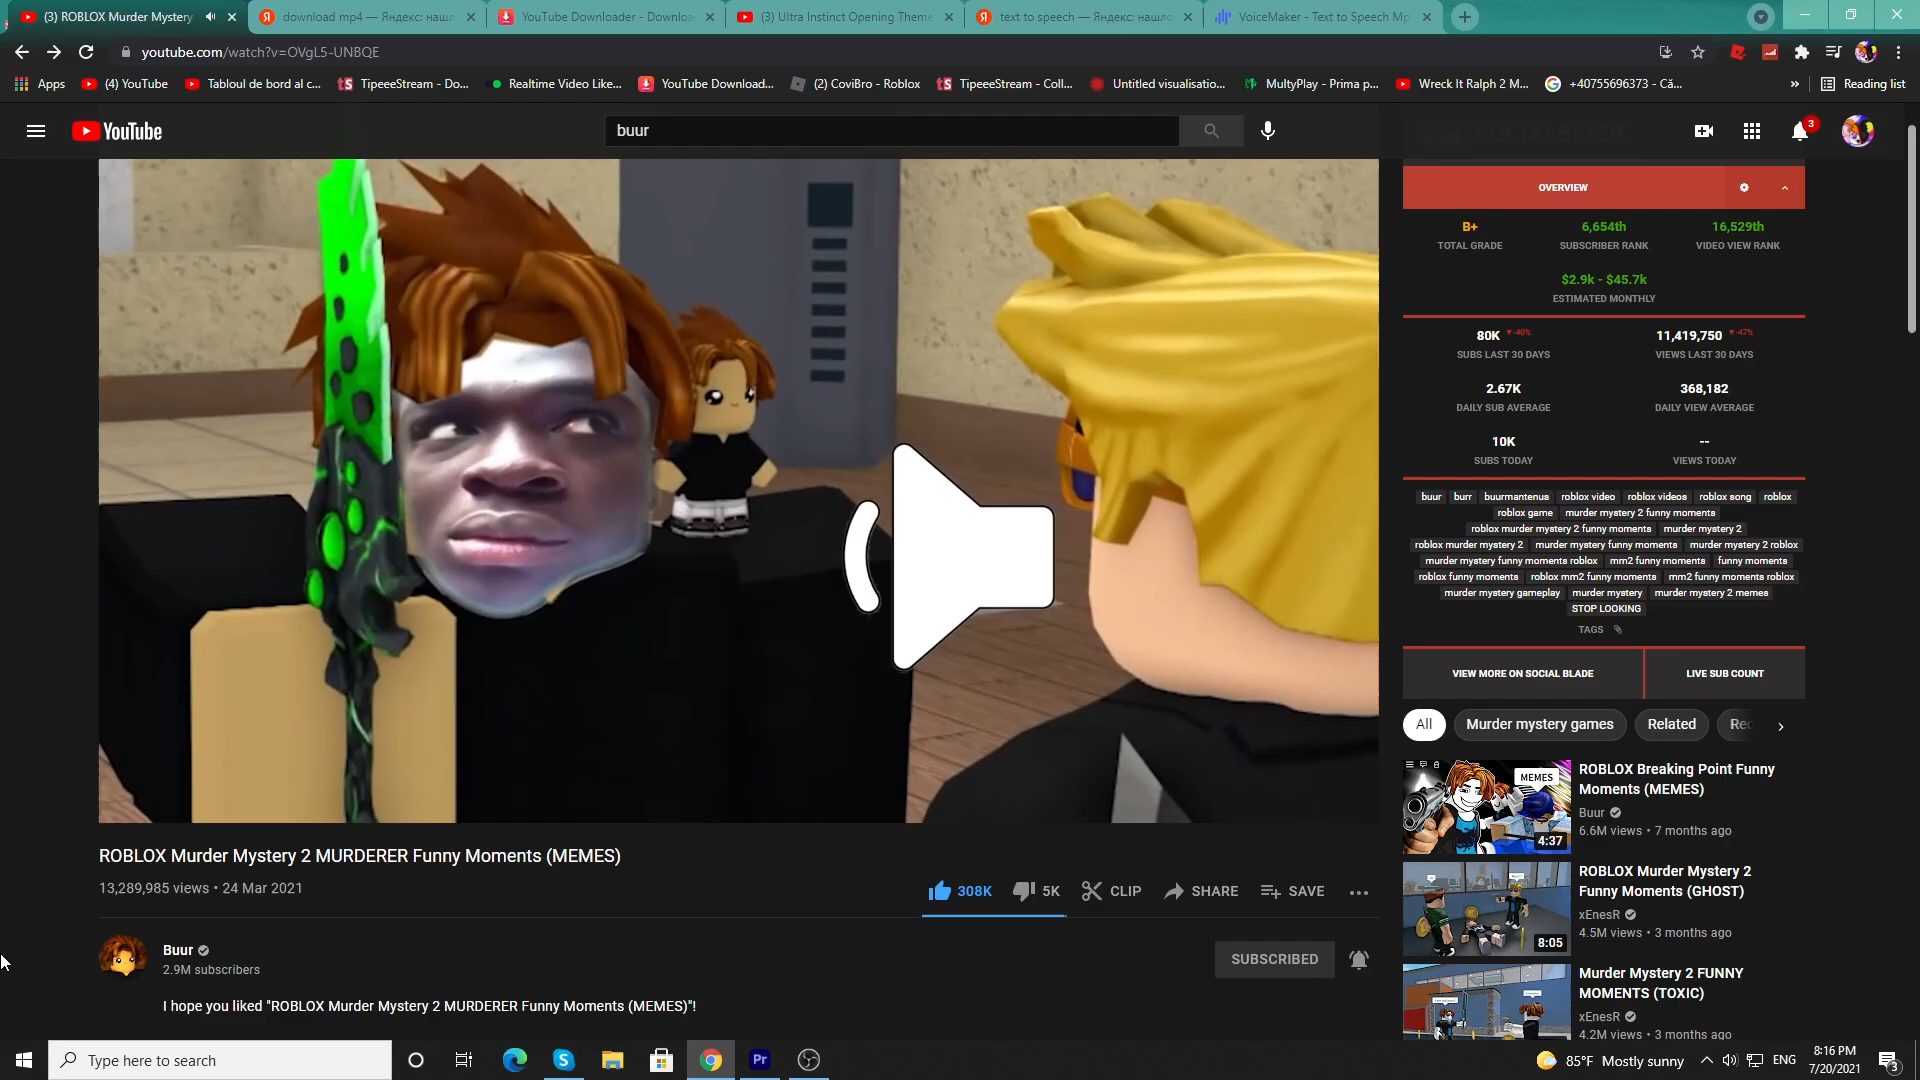 (3) ROBLOX Murder Mystery
download mp4 — Яндекс: нашл
YouTube Downloader - Downloa
(3) Ultra Instinct Opening Theme
text to speech — Яндекс: нашло
VoiceMaker - Text to Speech Mp
youtube.com/watch?v=OVgL5-UNBQE
Apps
(4) YouTube
Tabloul de bord al c...
TipeeeStream - Do...
Realtime Video Like...
YouTube Download...
(2) CoviBro - Roblox
TipeeeStream - Coll...
Untitled visualisatio...
MultyPlay - Prima p...
Wreck It Ralph 2 M...
+40755696373 - Că...
»
Reading list
YouTube
buur
SOCIALBLADE
3
OVERVIEW
B+
6,654th
16,529th
TOTAL GRADE
SUBSCRIBER RANK
VIDEO VIEW RANK
$2.9k - $45.7k
ESTIMATED MONTHLY
80K ▼-40%
11,419,750 ▼-47%
SUBS LAST 30 DAYS
VIEWS LAST 30 DAYS
2.67K
368,182
DAILY SUB AVERAGE
DAILY VIEW AVERAGE
10K
--
SUBS TODAY
VIEWS TODAY
buur burr buurmantenus roblox video roblox videos roblox song roblox
roblox game murder mystery 2 funny moments
roblox murder mystery 2 funny moments murder mystery 2
roblox murder mystery 2 murder mystery funny moments murder mystery 2 roblox
murder mystery funny moments roblox mm2 funny moments funny moments
roblox funny moments roblox mm2 funny moments mm2 funny moments roblox
murder mystery gameplay murder mystery murder mystery 2 memes
STOP LOOKING
TAGS
VIEW MORE ON SOCIAL BLADE
LIVE SUB COUNT
All
Murder mystery games
Related
Rec
MEMES
4:37
ROBLOX Breaking Point Funny
Moments (MEMES)
Buur
6.6M views • 7 months ago
8:05
ROBLOX Murder Mystery 2
Funny Moments (GHOST)
xEnesR
4.5M views • 3 months ago
Murder Mystery 2 FUNNY
MOMENTS (TOXIC)
xEnesR
4.2M views • 3 months ago
ROBLOX Murder Mystery 2 MURDERER Funny Moments (MEMES)
13,289,985 views • 24 Mar 2021
308K
5K
CLIP
SHARE
SAVE
Buur
2.9M subscribers
SUBSCRIBED
I hope you liked "ROBLOX Murder Mystery 2 MURDERER Funny Moments (MEMES)"!
Type here to search
Pr
85°F Mostly sunny
ENG
8:16 PM
7/20/2021
3